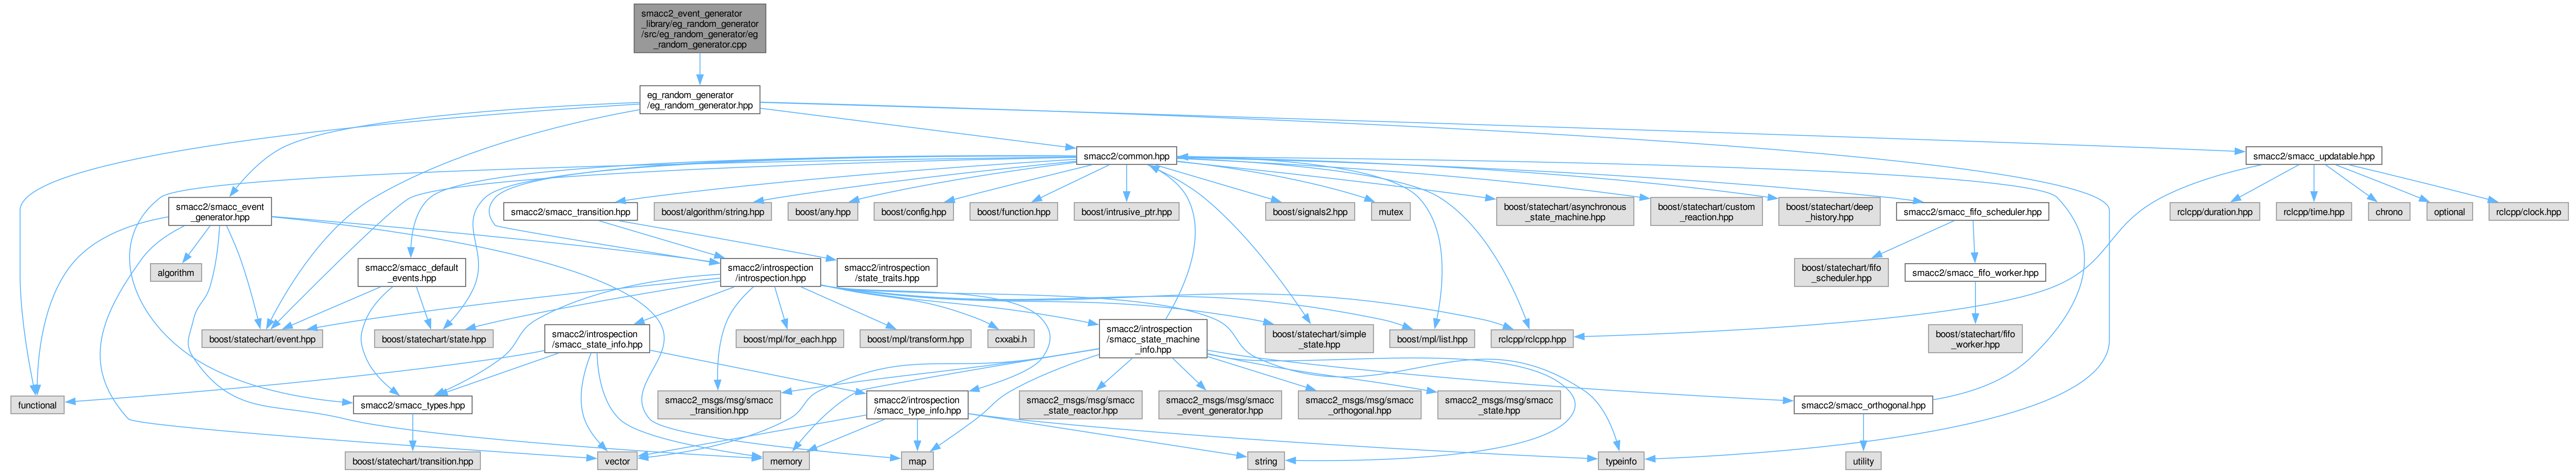 smacc2_event_generator
_library/eg_random_generator
/src/eg_random_generator/eg
_random_generator.cpp
eg_random_generator
/eg_random_generator.hpp
smacc2/common.hpp
smacc2/smacc_updatable.hpp
smacc2/smacc_event
_generator.hpp
smacc2/smacc_transition.hpp
boost/algorithm/string.hpp
boost/any.hpp
boost/config.hpp
boost/function.hpp
boost/intrusive_ptr.hpp
boost/signals2.hpp
mutex
boost/statechart/asynchronous
_state_machine.hpp
boost/statechart/custom
_reaction.hpp
boost/statechart/deep
_history.hpp
smacc2/smacc_fifo_scheduler.hpp
rclcpp/duration.hpp
rclcpp/time.hpp
chrono
optional
rclcpp/clock.hpp
algorithm
smacc2/smacc_default
_events.hpp
smacc2/introspection
/introspection.hpp
smacc2/introspection
/state_traits.hpp
boost/statechart/fifo
_scheduler.hpp
smacc2/smacc_fifo_worker.hpp
boost/statechart/event.hpp
boost/statechart/state.hpp
smacc2/introspection
/smacc_state_info.hpp
boost/mpl/for_each.hpp
boost/mpl/transform.hpp
cxxabi.h
smacc2/introspection
/smacc_state_machine
_info.hpp
boost/statechart/simple
_state.hpp
boost/mpl/list.hpp
rclcpp/rclcpp.hpp
boost/statechart/fifo
_worker.hpp
functional
smacc2/smacc_types.hpp
smacc2_msgs/msg/smacc
_transition.hpp
smacc2/introspection
/smacc_type_info.hpp
smacc2_msgs/msg/smacc
_state_reactor.hpp
smacc2_msgs/msg/smacc
_event_generator.hpp
smacc2_msgs/msg/smacc
_orthogonal.hpp
smacc2_msgs/msg/smacc
_state.hpp
smacc2/smacc_orthogonal.hpp
boost/statechart/transition.hpp
vector
memory
map
string
typeinfo
utility